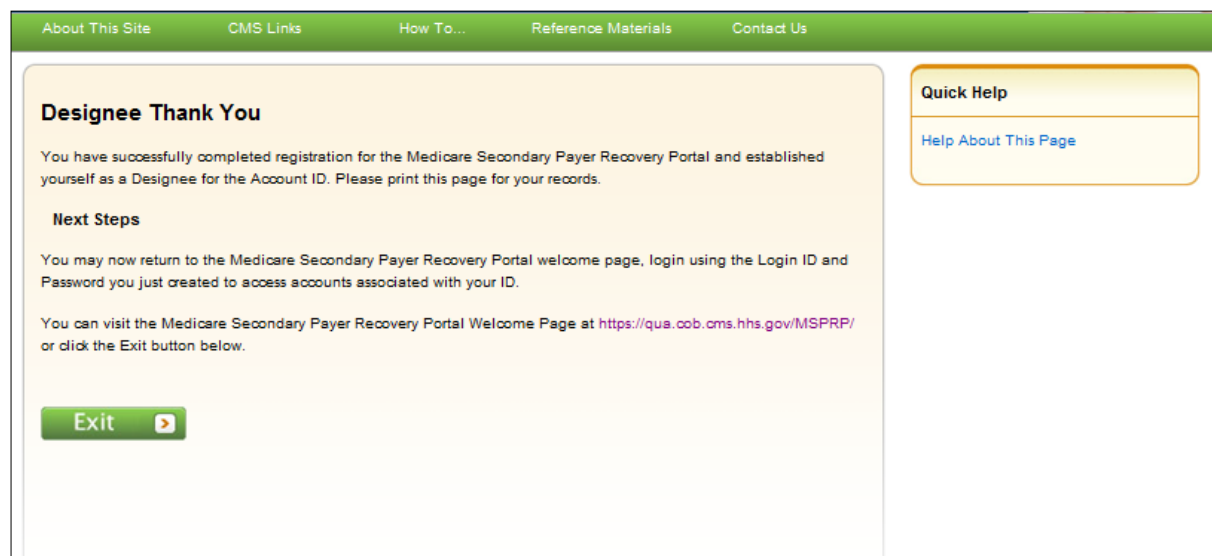 About This Site CMS Links How To... Reference Materials Contact Us
Designee Thank You
You have successfully completed registration for the Medicare Secondary Payer Recovery Portal and established
yourself as a Designee for the Account ID. Please print this page for your records.
Next Steps
You may now return to the Medicare Secondary Payer Recovery Portal welcome page, login using the Login ID and
Password you just created to access accounts associated with your ID.
You can visit the Medicare Secondary Payer Recovery Portal Welcome Page at https://qua.cob.cms.hhs.gov/MSPRP/
or click the Exit button below.
Exit
Quick Help
Help About This Page